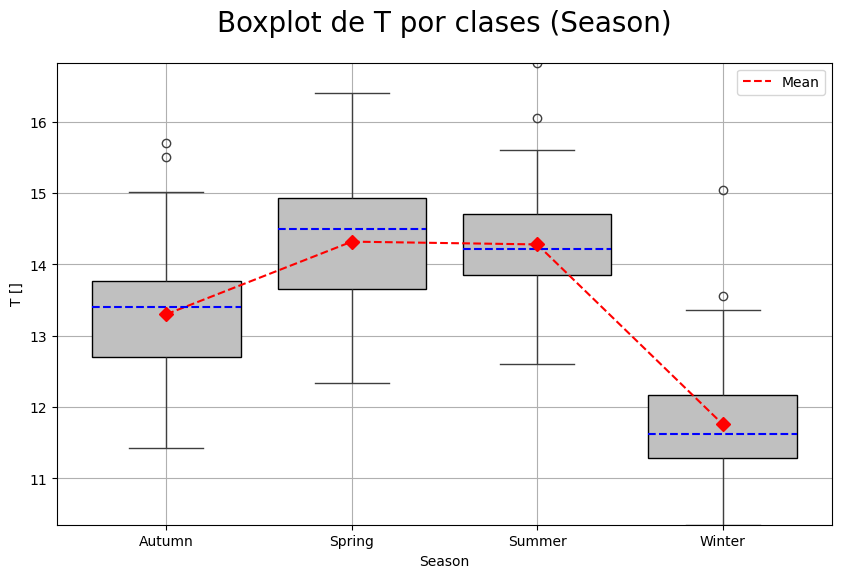 Boxplot de T por clases (Season)
Mean
16
15
14
13
12
11
T []
Autumn Spring Summer Winter
Season